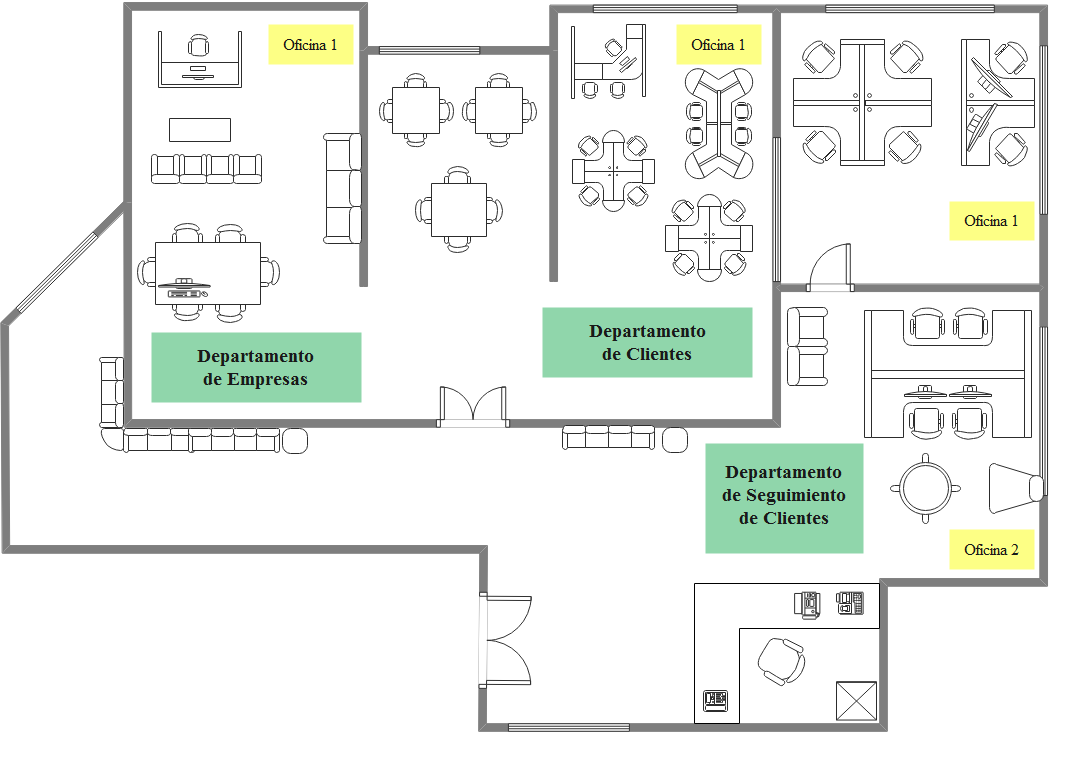 Oficina 1
Oficina 1
Oficina 1
Departamento
de Empresas
Departamento
de Clientes
Departamento
de Seguimiento
de Clientes
Oficina 2